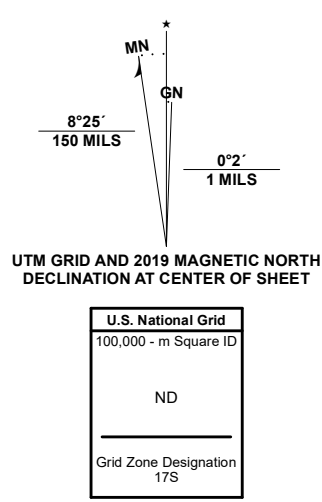 ★
MN
GN
8°25´
150 MILS
0°2´
1 MILS
UTM GRID AND 2019 MAGNETIC NORTH
DECLINATION AT CENTER OF SHEET
U.S. National Grid
100,000 - m Square ID
ND
Grid Zone Designation
17S